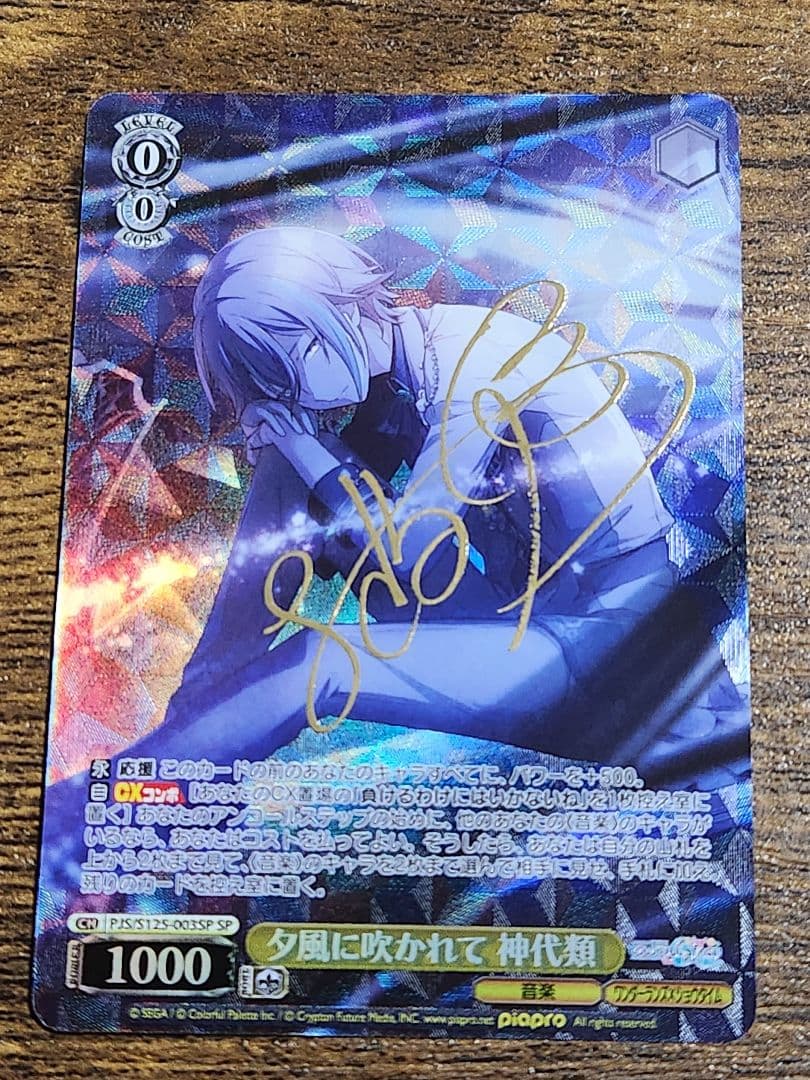 LEVEL
0
0
COST
永 応援 このカードの前のあなたのキャラすべてに、パワーを+500。
自 CXコンボ [あなたのCX置場の「負けるわけにはいかないね」を1枚控え室に
置く] あなたのアンコールステップの始めに、他のあなたの《音楽》のキャラが
いるなら、あなたはコストを払ってよい。そうしたら、あなたは自分の山札を
上から2枚まで見て、《音楽》のキャラを2枚まで選んで相手に見せ、手札に加え、
残りのカードを控え室に置く。
CH PJS/S125-003SP SP
夕風に吹かれて 神代類
POWER 1000
音楽 ワンダーランズ×ショウタイム
© SEGA / © Colorful Palette Inc. / © Crypton Future Media, INC. www.piapro.net piapro All rights reserved.